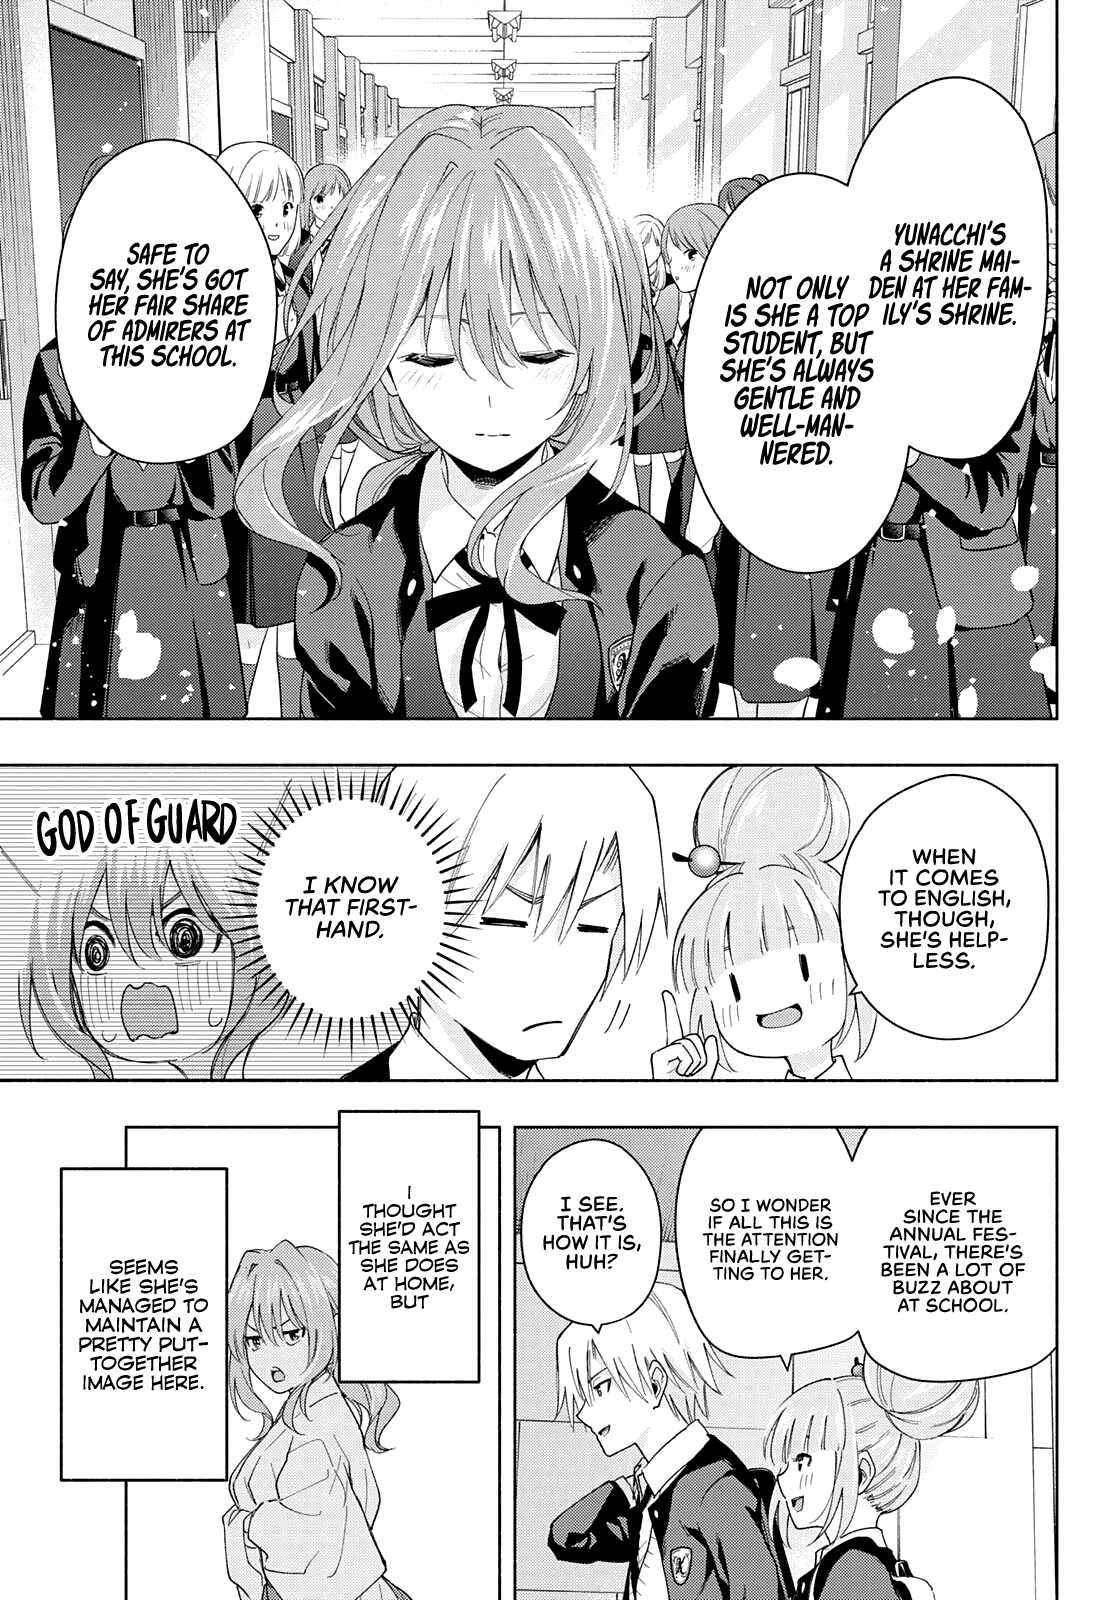 YUNACCHI'S
A SHRINE MAI-
DEN AT HER FAM-
ILY'S SHRINE.
NOT ONLY
IS SHE A TOP
STUDENT, BUT
SHE'S ALWAYS
GENTLE AND
WELL-MAN-
NERED.
SAFE TO
SAY, SHE'S GOT
HER FAIR SHARE
OF ADMIRERS AT
THIS SCHOOL.
WHEN
IT COMES
TO ENGLISH,
THOUGH,
SHE'S HELP-
LESS.
I KNOW
THAT FIRST-
HAND.
GOD OF GUARD
EVER
SINCE THE
ANNUAL FES-
TIVAL, THERE'S
BEEN A LOT OF
BUZZ ABOUT
AT SCHOOL.
SO I WONDER
IF ALL THIS IS
THE ATTENTION
FINALLY GET-
TING TO HER.
I SEE.
THAT'S
HOW IT IS,
HUH?
I
THOUGHT
SHE'D ACT
THE SAME AS
SHE DOES
AT HOME,
BUT
SEEMS
LIKE SHE'S
MANAGED TO
MAINTAIN A
PRETTY PUT-
TOGETHER
IMAGE HERE.